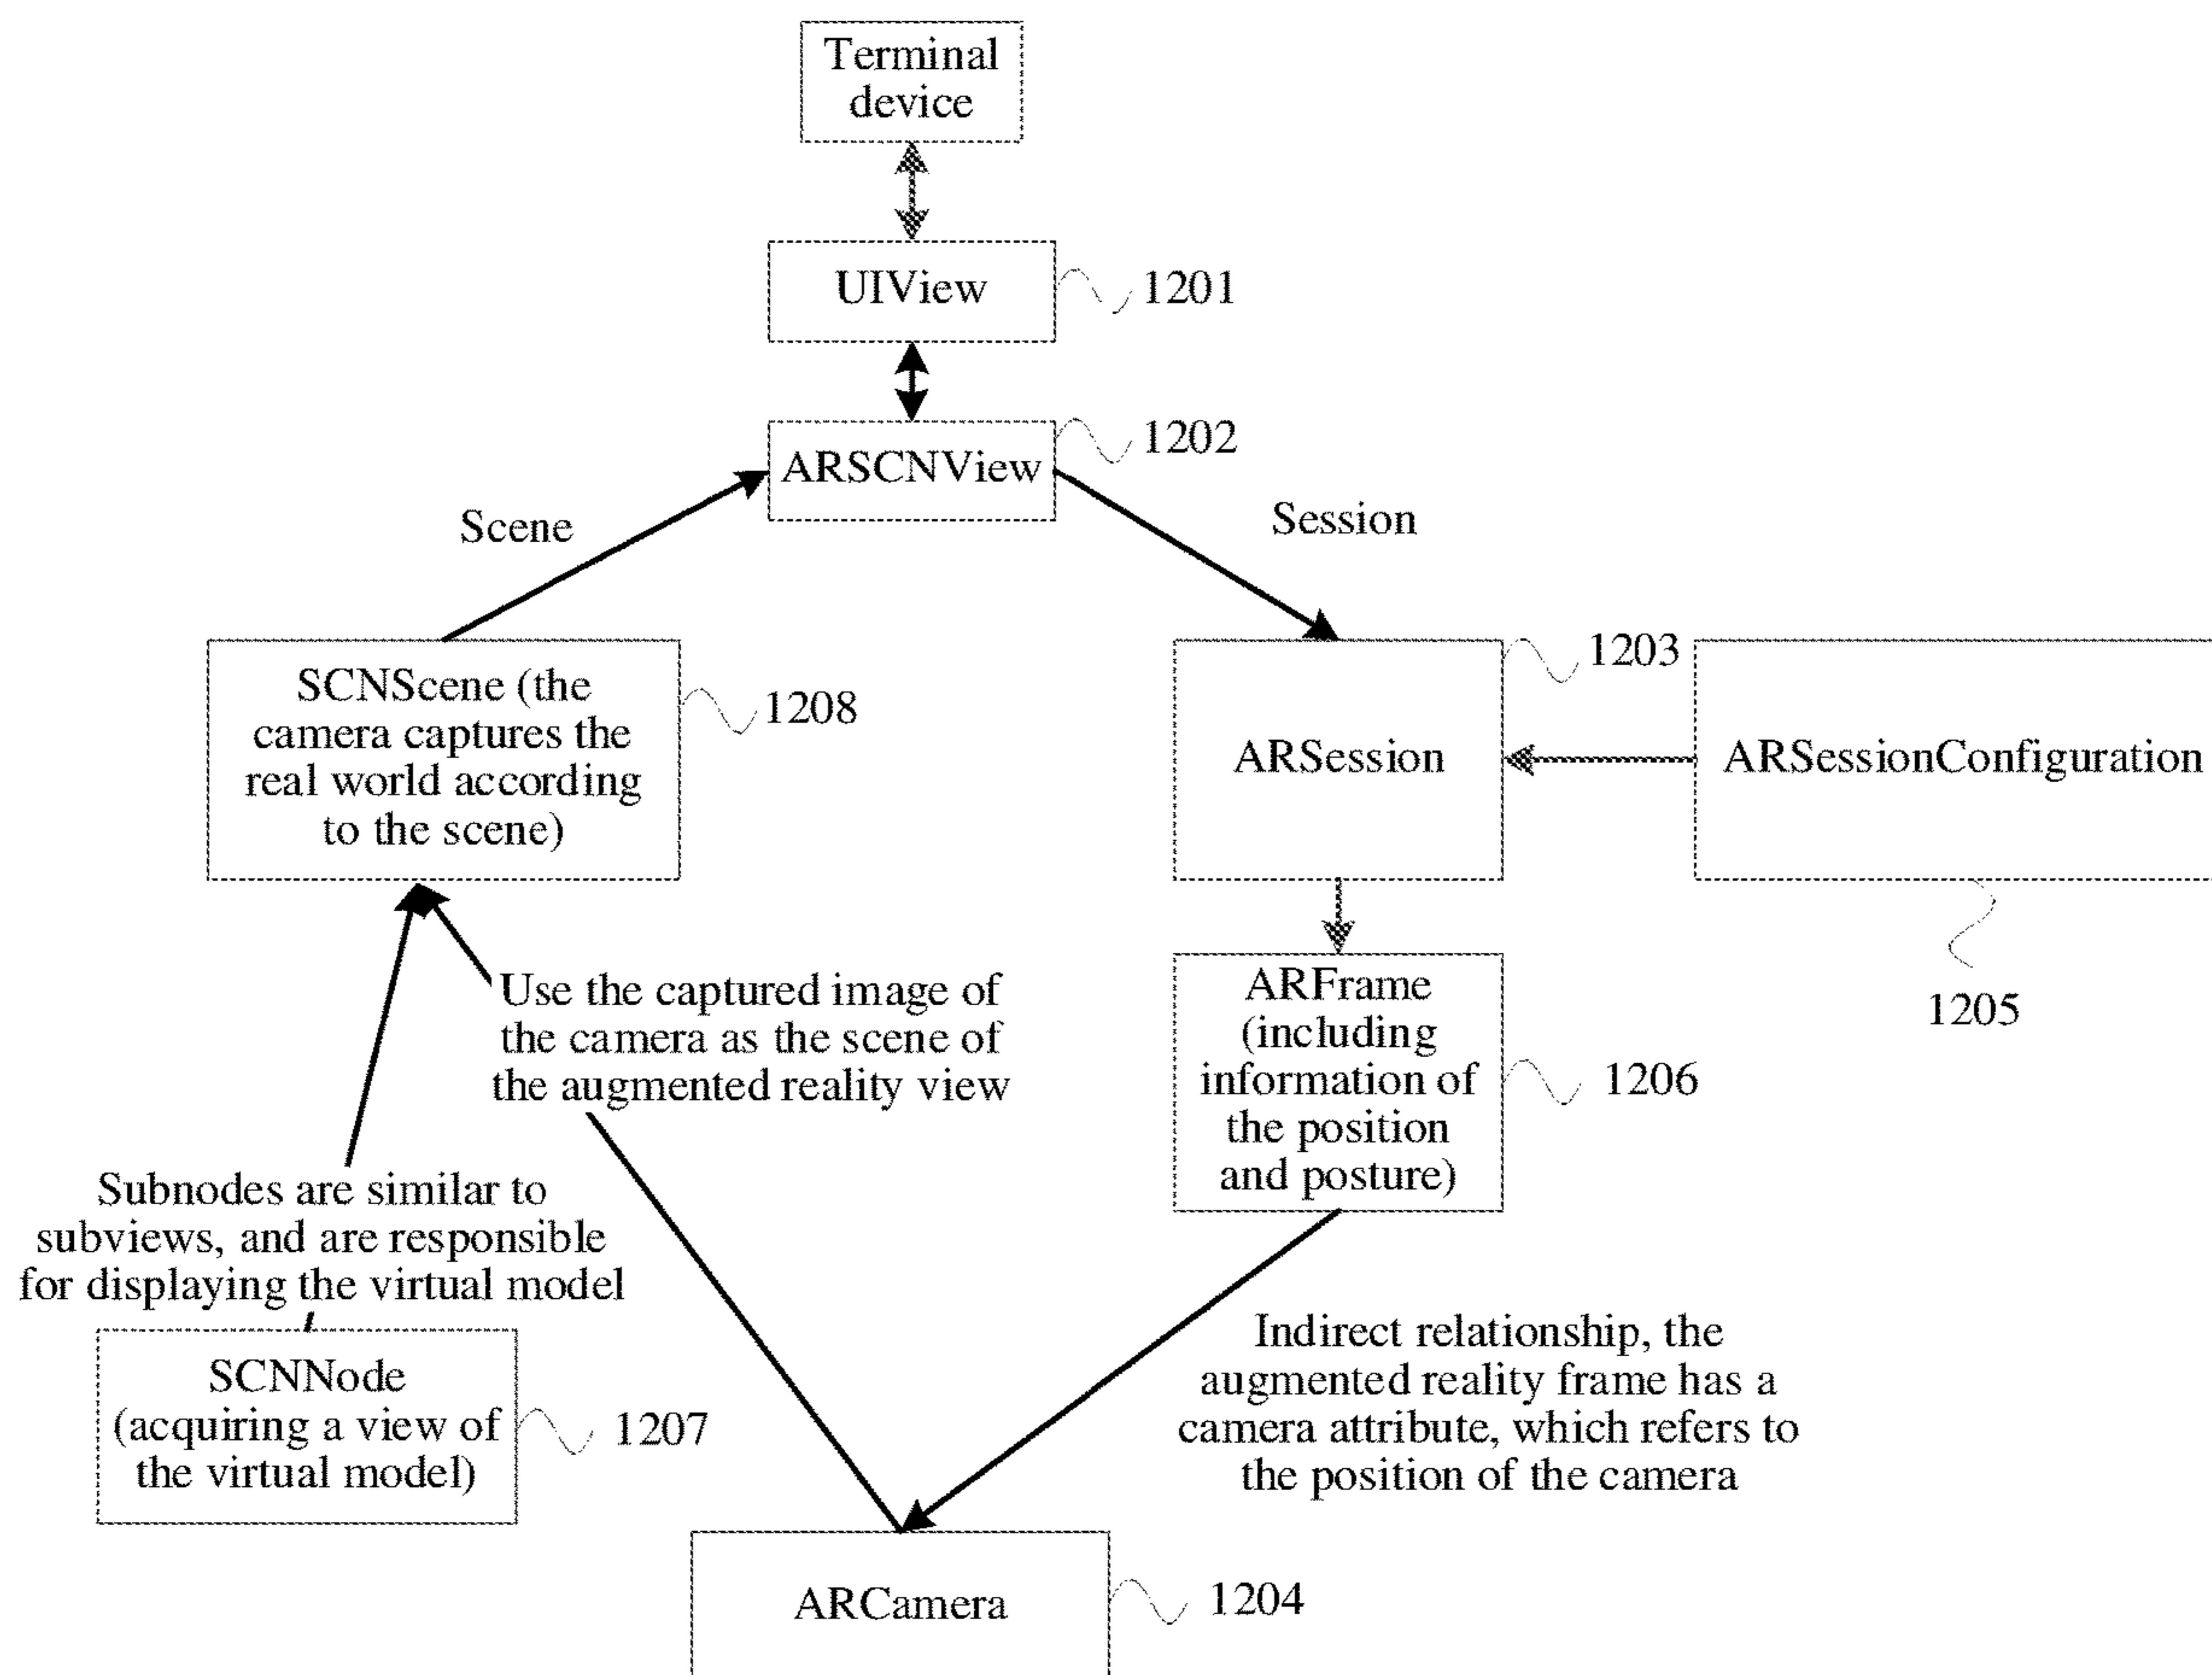 Terminal
device
UIView
1201
ARSCNView
1202
Scene
Session
SCNScene (the
camera captures the
real world according
to the scene)
1208
ARSession
1203
ARSessionConfiguration
1205
Use the captured image of
the camera as the scene of
the augmented reality view
ARFrame
(including
information of
the position
and posture)
1206
Subnodes are similar to
subviews, and are responsible
for displaying the virtual model
SCNNode
(acquiring a view of
the virtual model)
1207
Indirect relationship, the
augmented reality frame has a
camera attribute, which refers to
the position of the camera
ARCamera
1204